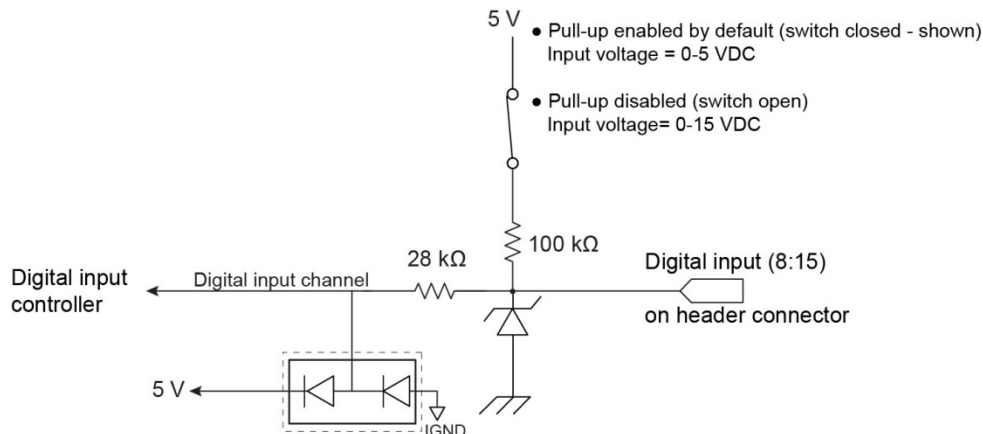 5 V
● Pull-up enabled by default (switch closed - shown)
Input voltage = 0-5 VDC
● Pull-up disabled (switch open)
Input voltage= 0-15 VDC
100 kΩ
28 kΩ
Digital input (8:15)
on header connector
Digital input channel
Digital input
controller
5 V
IGND